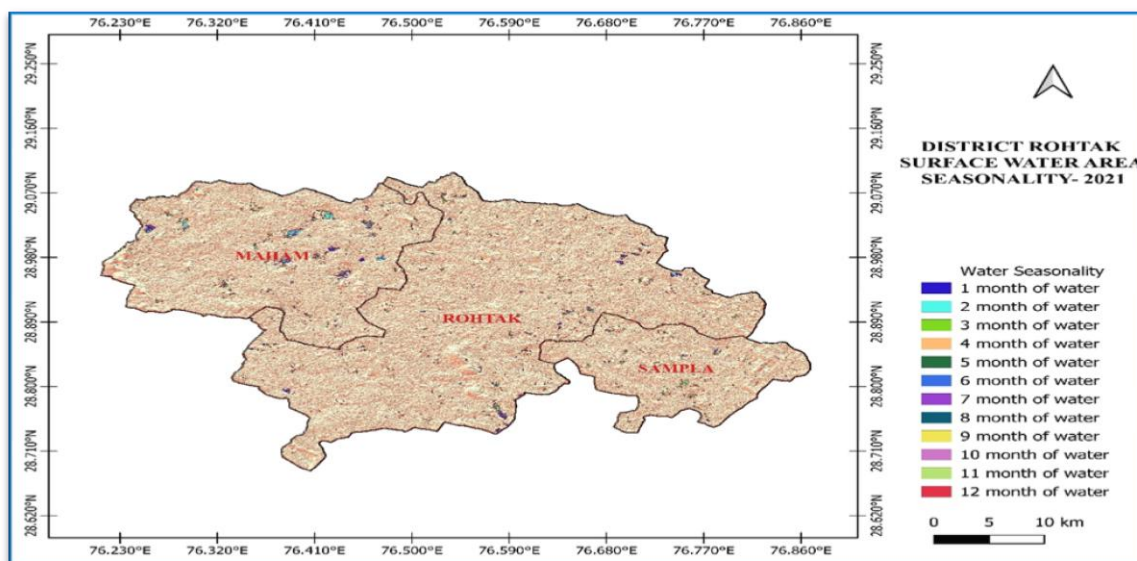 76.230°E 76.320°E 76.410°E 76.500°E 76.590°E 76.680°E 76.770°E 76.860°E
29.250°N 29.250°N
29.160°N 29.160°N
29.070°N 29.070°N
28.980°N 28.980°N
28.890°N 28.890°N
28.800°N 28.800°N
28.710°N 28.710°N
28.620°N 28.620°N
MAHAM
ROHTAK
SAMPLA
76.230°E 76.320°E 76.410°E 76.500°E 76.590°E 76.680°E 76.770°E 76.860°E
DISTRICT ROHTAK
SURFACE WATER AREA
SEASONALITY- 2021
Water Seasonality
1 month of water
2 month of water
3 month of water
4 month of water
5 month of water
6 month of water
7 month of water
8 month of water
9 month of water
10 month of water
11 month of water
12 month of water
0 5 10 km